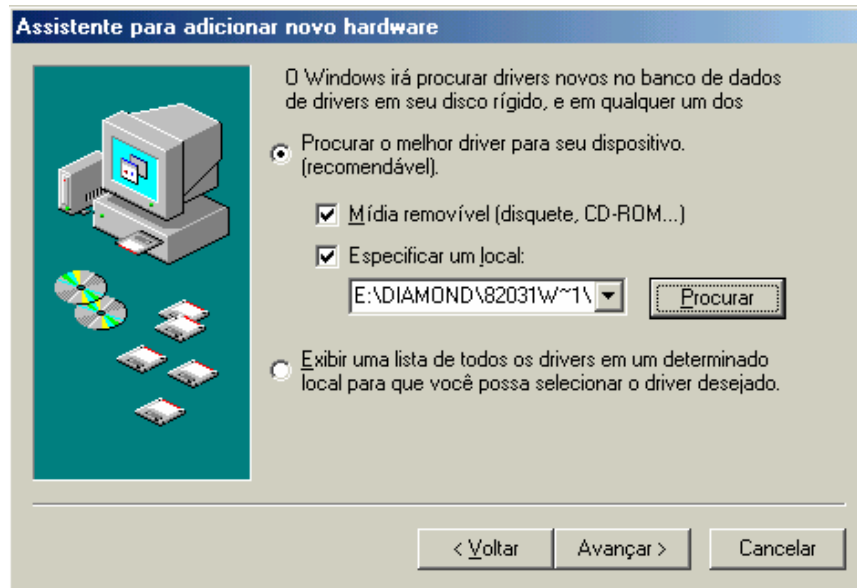 Assistente para adicionar novo hardware
O Windows irá procurar drivers novos no banco de dados
de drivers em seu disco rígido, e em qualquer um dos
Procurar o melhor driver para seu dispositivo.
(recomendável).
Mídia removível (disquete, CD-ROM...)
Especificar um local:
E:\DIAMOND\82031\W~1\
Procurar
Exibir uma lista de todos os drivers em um determinado
local para que você possa selecionar o driver desejado.
< Voltar
Avançar >
Cancelar